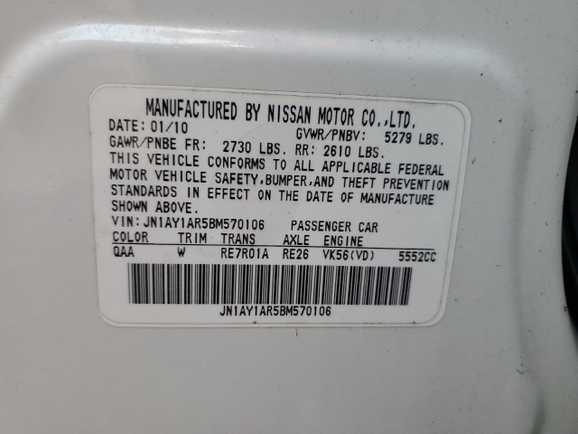 MANUFACTURED BY NISSAN MOTOR CO.,LTD.
DATE: 01/10 GVWR/PNBV: 5279 LBS.
GAWR/PNBE FR: 2730 LBS. RR: 2610 LBS.
THIS VEHICLE CONFORMS TO ALL APPLICABLE FEDERAL
MOTOR VEHICLE SAFETY,BUMPER,AND THEFT PREVENTION
STANDARDS IN EFFECT ON THE DATE OF MANUFACTURE
SHOWN ABOVE.
VIN: JN1AY1AR5BM570106 PASSENGER CAR
COLOR TRIM TRANS AXLE ENGINE
QAA W RE7R01A RE26 VK56(VD) 5552CC
JN1AY1AR5BM570106